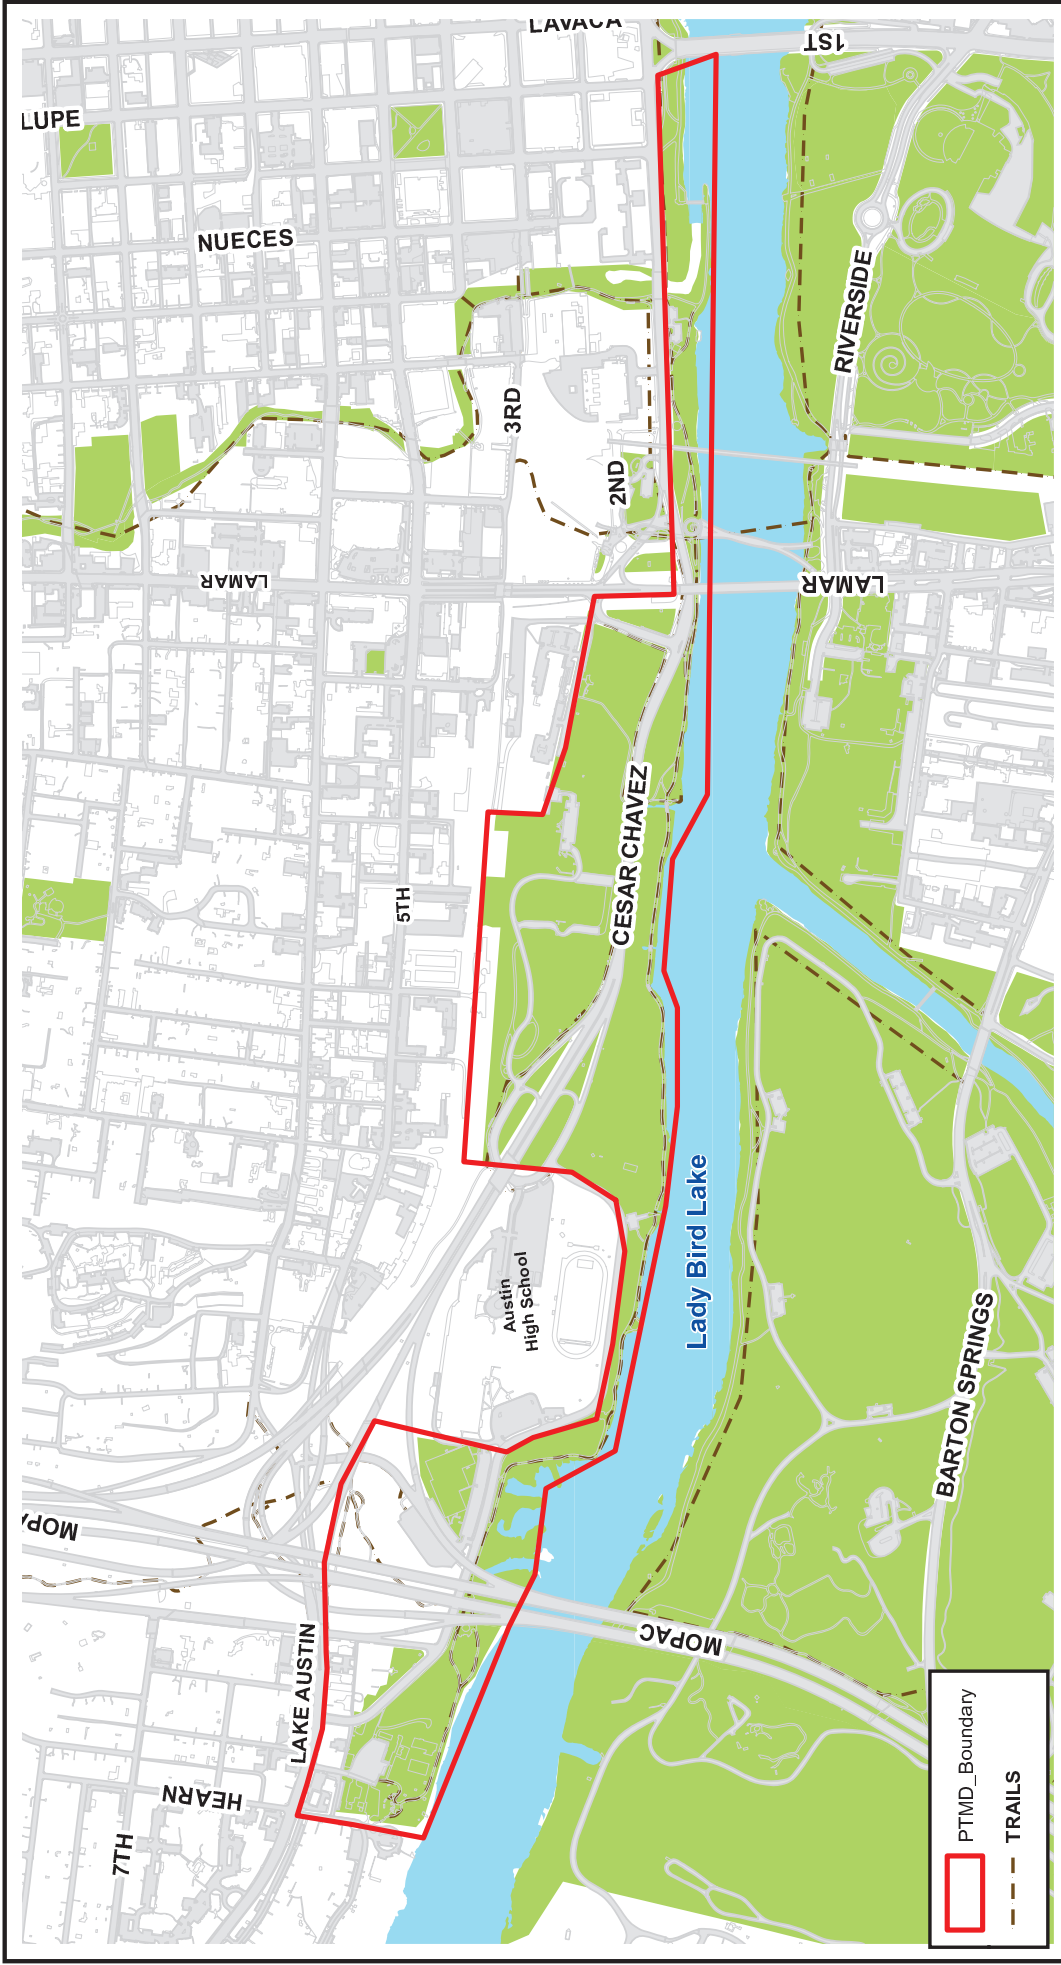 LAVACA
1ST
LUPE
NUECES
RIVERSIDE
3RD
2ND
LAMAR
LAMAR
CESAR CHAVEZ
5TH
Lady Bird Lake
Austin
High School
BARTON SPRINGS
MOPAC
MOPAC
LAKE AUSTIN
HEARN
7TH
PTMD_Boundary
TRAILS